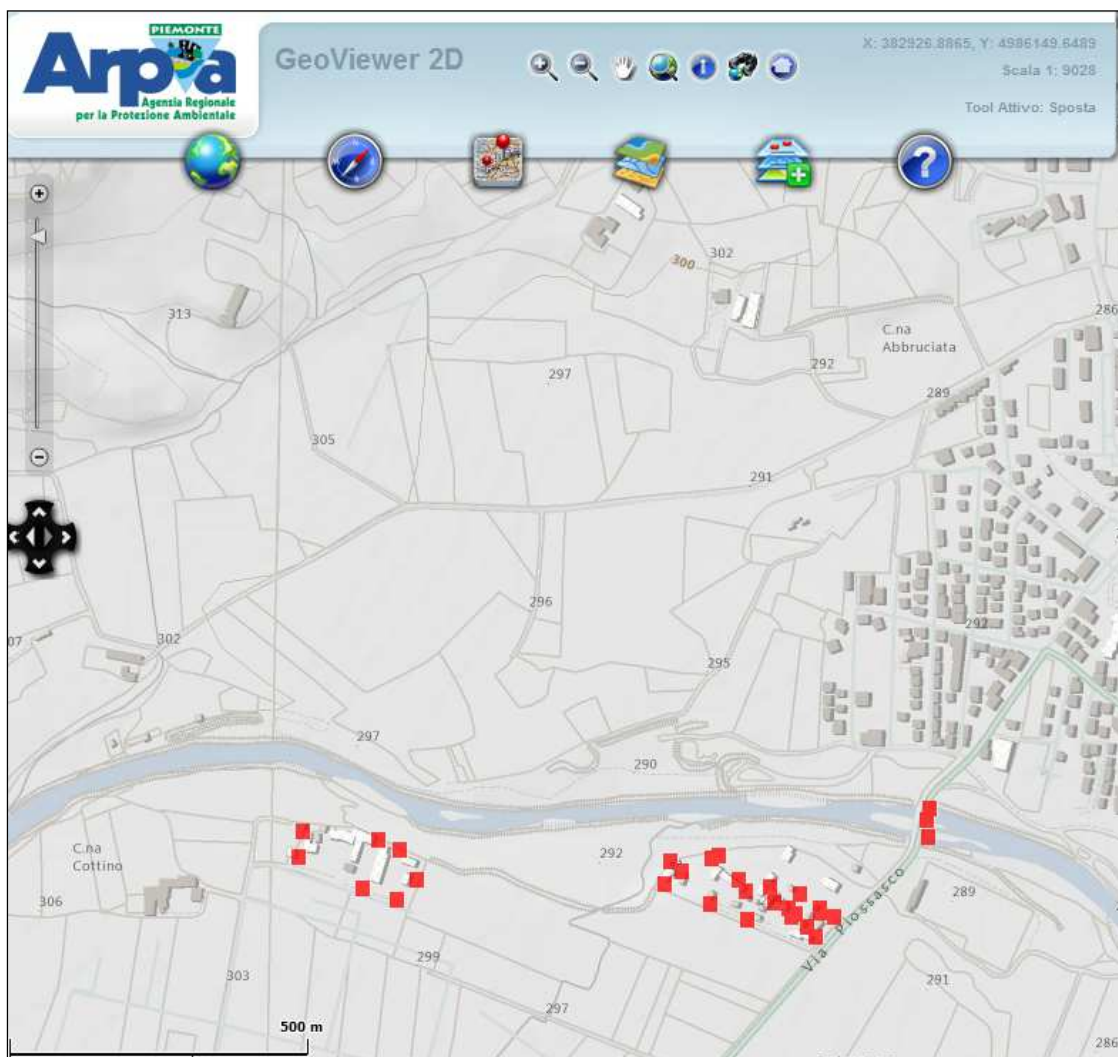 PIEMONTE
Arpa
Agenzia Regionale
per la Protezione Ambientale
GeoViewer 2D
X: 382926.8865, Y: 4986149.6489
Scala 1: 9028
Tool Attivo: Sposta
302
300
313
286
C.na
Abbruciata
292
297
289
305
291
296
292
07
302
295
297
290
C.na
Cottino
292
306
289
Via Piossasco
299
303
291
297
500 m
286